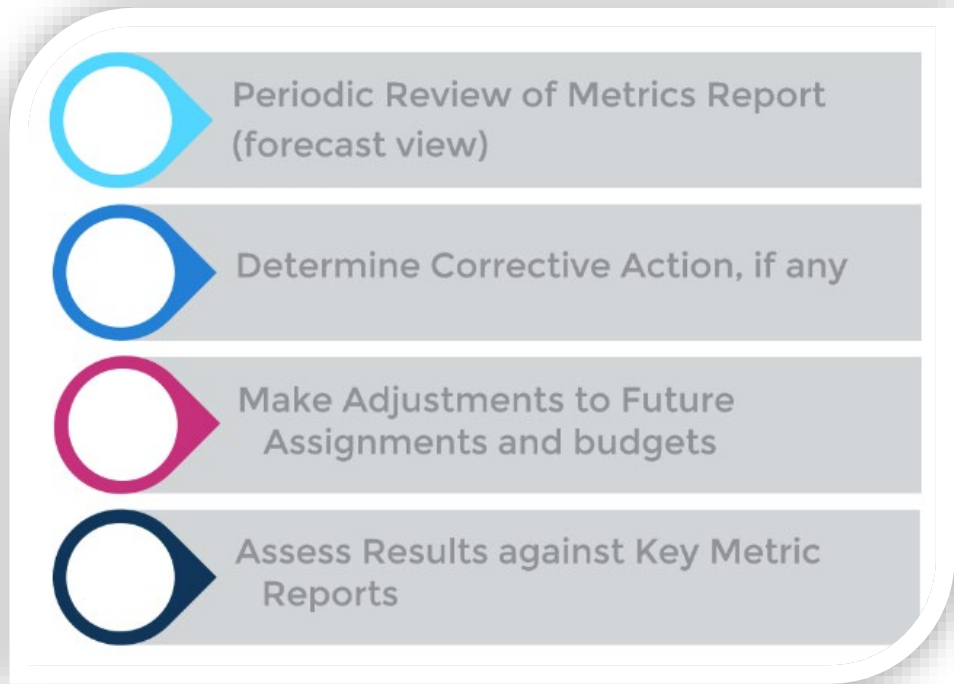 Periodic Review of Metrics Report
(forecast view)
Determine Corrective Action, if any
Make Adjustments to Future
Assignments and budgets
Assess Results against Key Metric
Reports